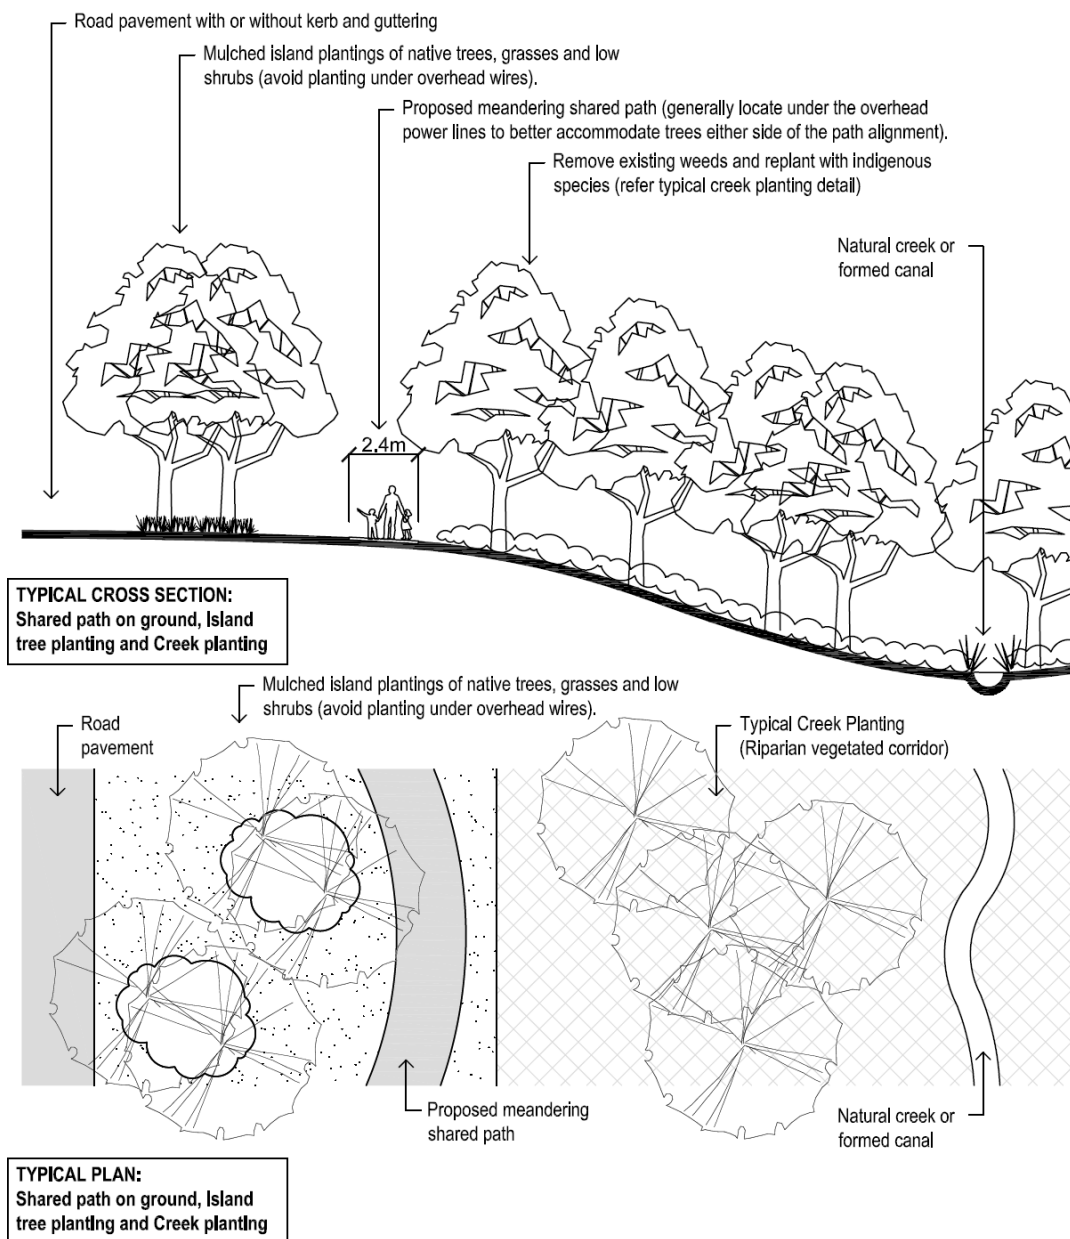 Road pavement with or without kerb and guttering
Mulched island plantings of native trees, grasses and low
shrubs (avoid planting under overhead wires).
Proposed meandering shared path (generally locate under the overhead
power lines to better accommodate trees either side of the path alignment).
Remove existing weeds and replant with indigenous
species (refer typical creek planting detail)
Natural creek or
formed canal
2.4m
TYPICAL CROSS SECTION:
Shared path on ground, Island
tree planting and Creek planting
Mulched island plantings of native trees, grasses and low
shrubs (avoid planting under overhead wires).
Road
pavement
Typical Creek Planting
(Riparian vegetated corridor)
Proposed meandering
shared path
Natural creek or
formed canal
TYPICAL PLAN:
Shared path on ground, Island
tree planting and Creek planting